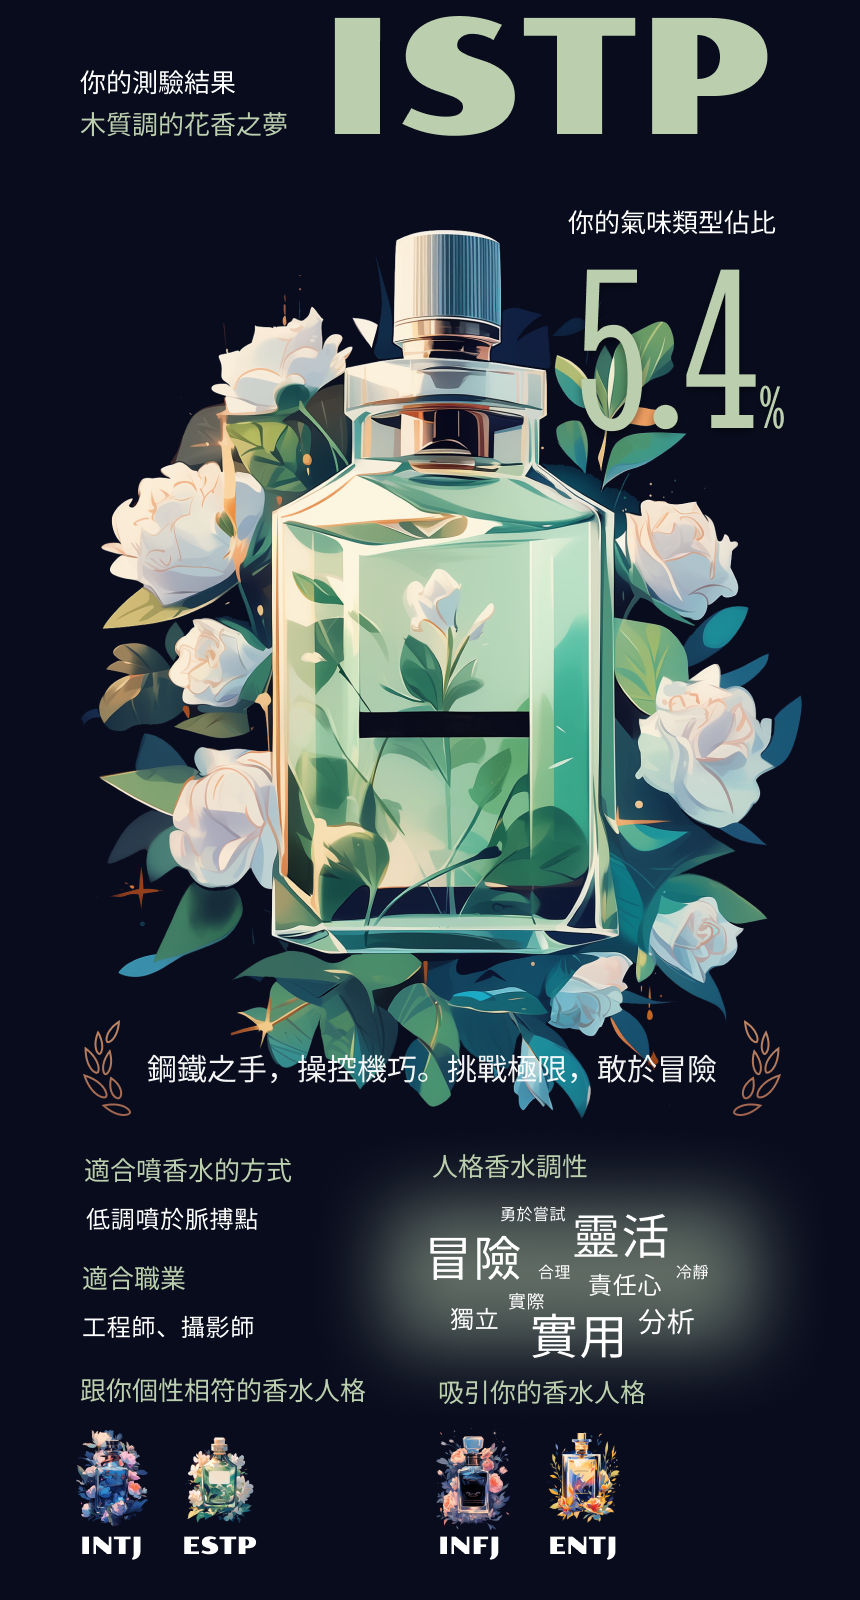 ISTP
你的測驗結果
木質調的花香之夢
你的氣味類型佔比
5.4%
鋼鐵之手，操控機巧。挑戰極限，敢於冒險
適合噴香水的方式
低調噴於脈搏點
適合職業
工程師、攝影師
人格香水調性
勇於嘗試
靈活
冒險
合理
責任心
冷靜
獨立
實際
實用
分析
跟你個性相符的香水人格
INTJ
ESTP
吸引你的香水人格
INFJ
ENTJ